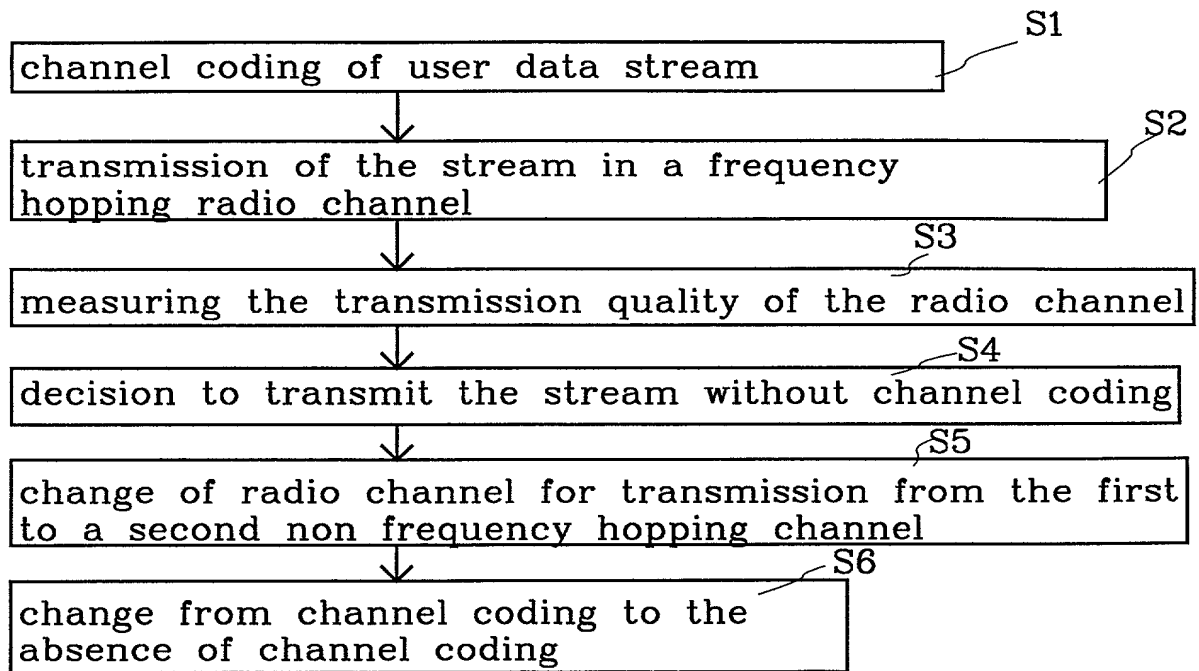 S1
channel coding of user data stream
S2
transmission of the stream in a frequency
hopping radio channel
S3
measuring the transmission quality of the radio channel
S4
decision to transmit the stream without channel coding
S5
change of radio channel for transmission from the first
to a second non frequency hopping channel
S6
change from channel coding to the
absence of channel coding